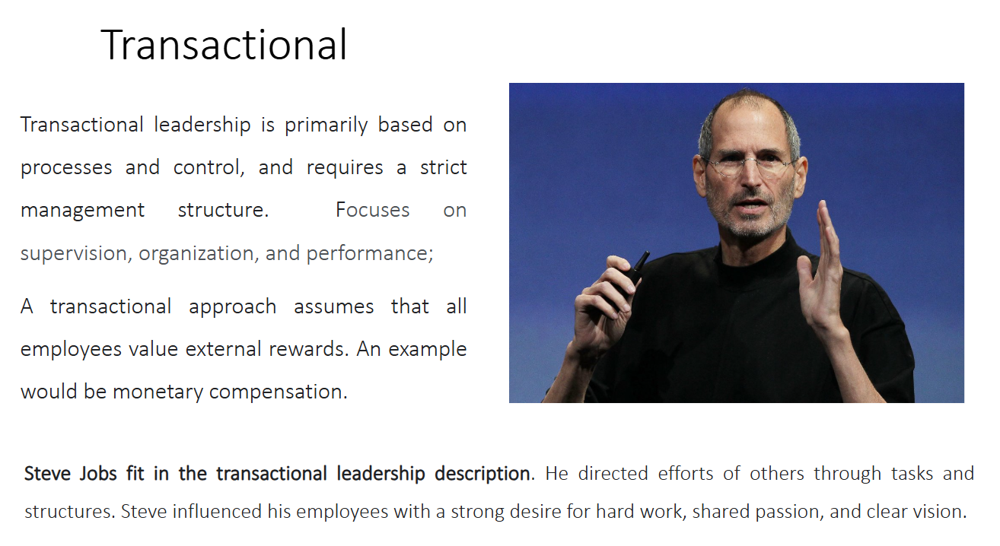 Transactional
Transactional leadership is primarily based on
processes and control, and requires a strict
management structure. Focuses on
supervision, organization, and performance;
A transactional approach assumes that all
employees value external rewards. An example
would be monetary compensation.
Steve Jobs fit in the transactional leadership description. He directed efforts of others through tasks and
structures. Steve influenced his employees with a strong desire for hard work, shared passion, and clear vision.